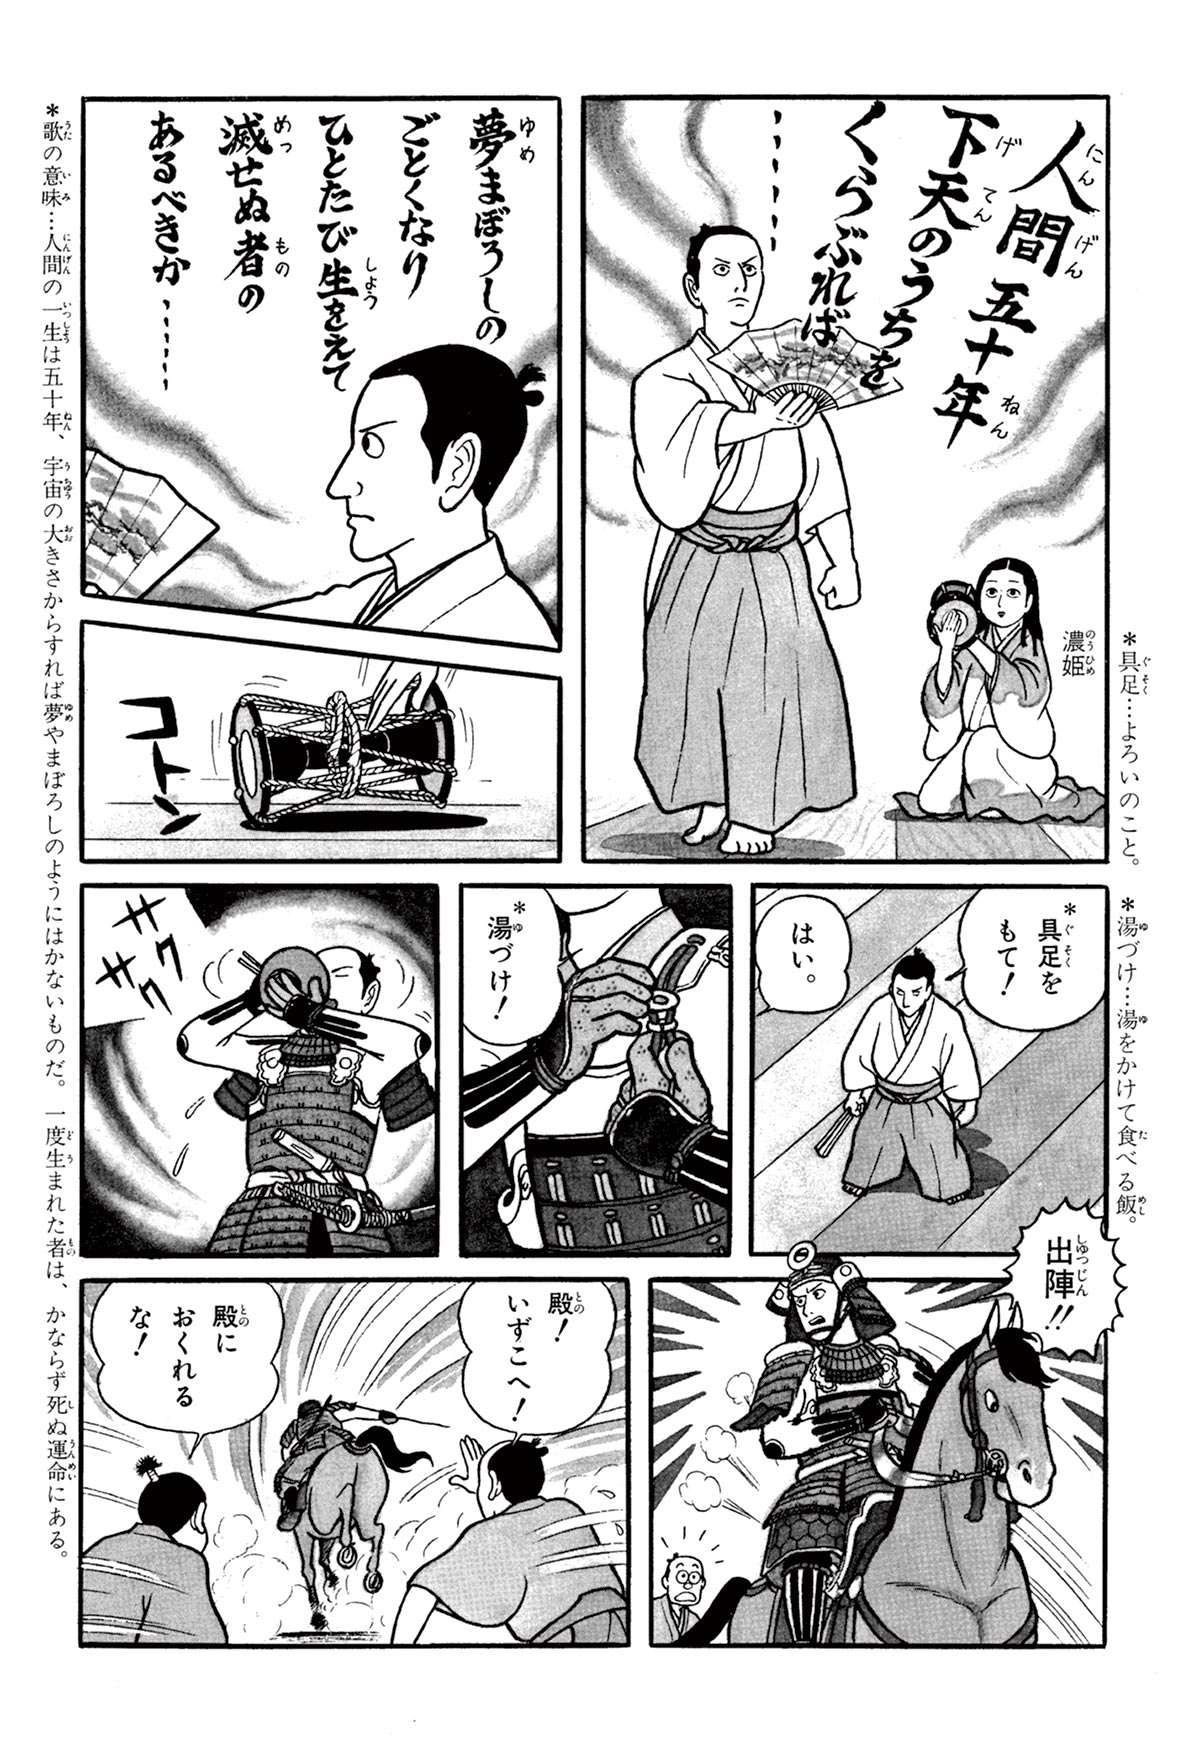 人間五十年
下天のうちを
くらぶれば
……
濃姫
夢まぼろしの
ごとくなり
ひとたび生をえて
滅せぬ者の
あるべきか……
コトーン
*具足を
もて!
はい。
*湯づけ!
ザク
ザク
出陣!!
殿!
いずこへ!
殿に
おくれる
な!
*具足…よろいのこと。
*湯づけ…湯をかけて食べる飯。
*歌の意味…人間の一生は五十年、宇宙の大きさからすれば夢やまぼろしのようにはかないものだ。一度生まれた者は、かならず死ぬ運命にある。